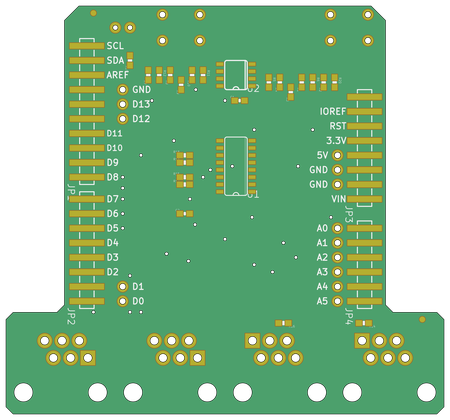 SCL
SDA
AREF
GND
D13
D12
D11
D10
D9
D8
JP1
D7
D6
D5
D4
D3
D2
D1
D0
JP2
U2
U1
IOREF
RST
3.3V
5V
GND
GND
VIN
JP3
A0
A1
A2
A3
A4
A5
JP4